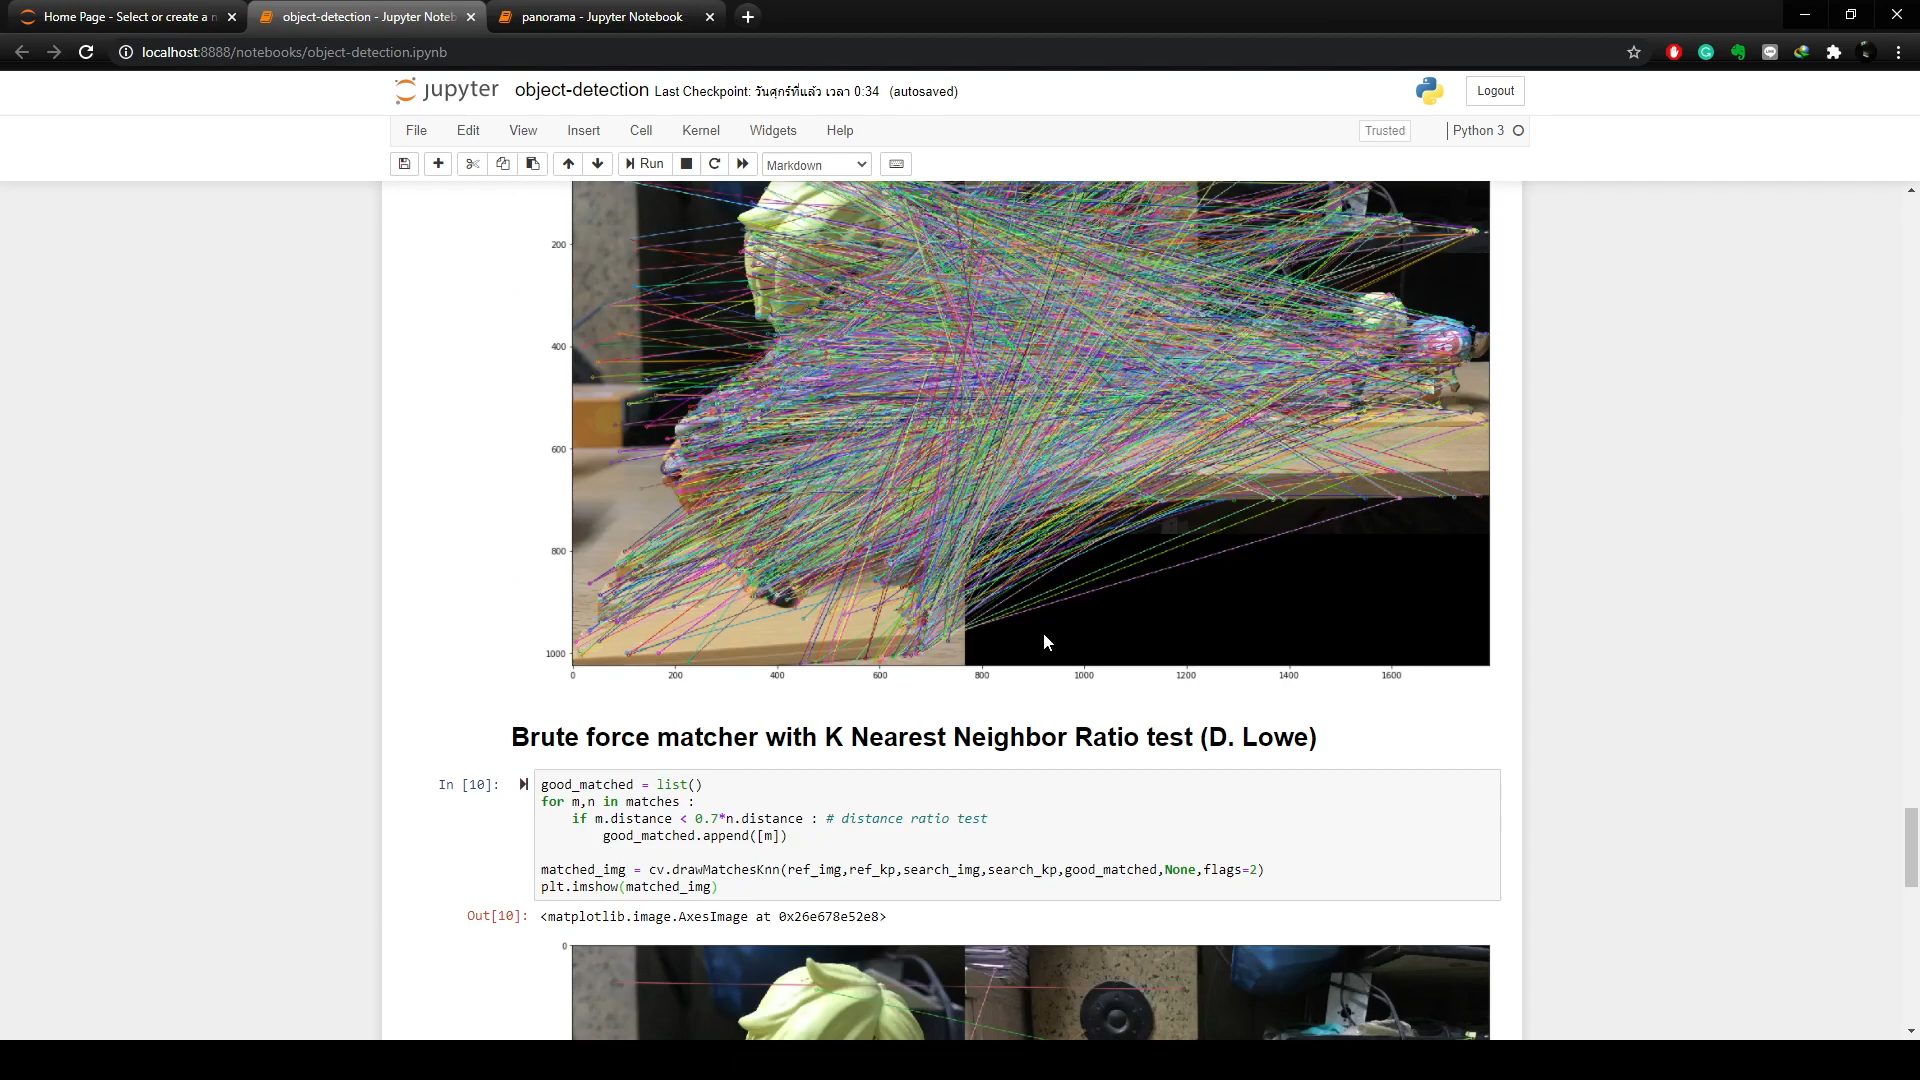 Home Page - Select or create a n
object-detection - Jupyter Noteb
panorama - Jupyter Notebook
localhost:8888/notebooks/object-detection.ipynb
jupyter object-detection Last Checkpoint: วันศุกร์ที่แล้ว เวลา 0:34 (autosaved)
Logout
File Edit View Insert Cell Kernel Widgets Help
Trusted Python 3
Run Markdown
200
400
600
800
1000
0 200 400 600 800 1000 1200 1400 1600
Brute force matcher with K Nearest Neighbor Ratio test (D. Lowe)
In [10]:
good_matched = list()
for m,n in matches :
    if m.distance < 0.7*n.distance : # distance ratio test
        good_matched.append([m])
matched_img = cv.drawMatchesKnn(ref_img,ref_kp,search_img,search_kp,good_matched,None,flags=2)
plt.imshow(matched_img)
Out[10]: <matplotlib.image.AxesImage at 0x26e678e52e8>
0